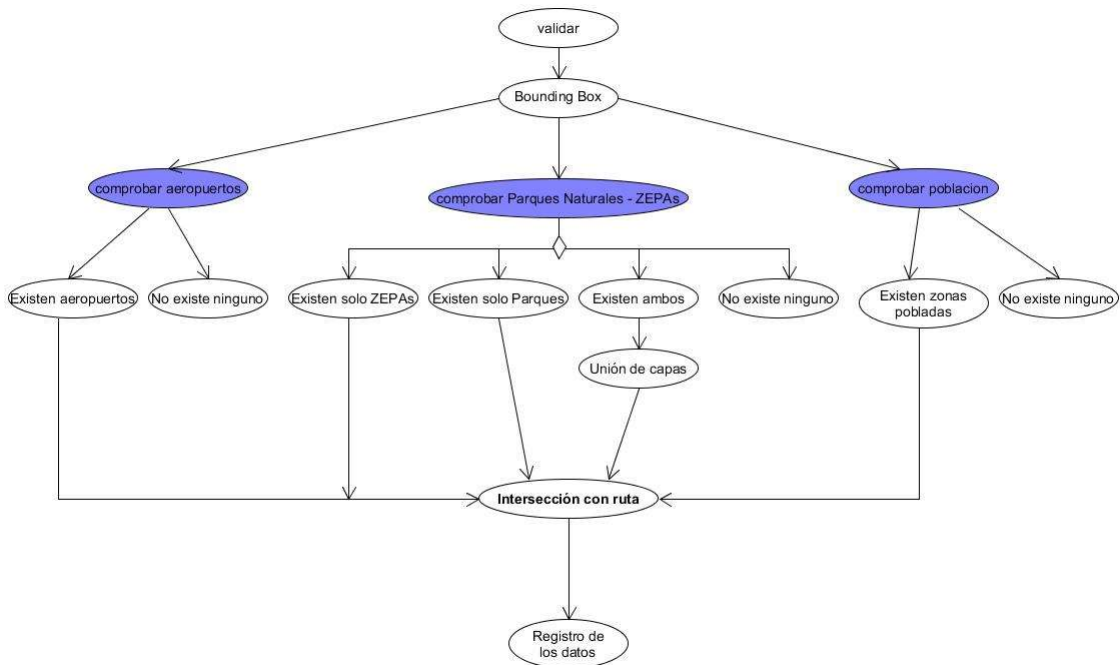 validar
Bounding Box
comprobar aeropuertos
comprobar Parques Naturales - ZEPAs
comprobar poblacion
Existen aeropuertos
No existe ninguno
Existen solo ZEPAs
Existen solo Parques
Existen ambos
No existe ninguno
Existen zonas
pobladas
No existe ninguno
Unión de capas
Intersección con ruta
Registro de
los datos